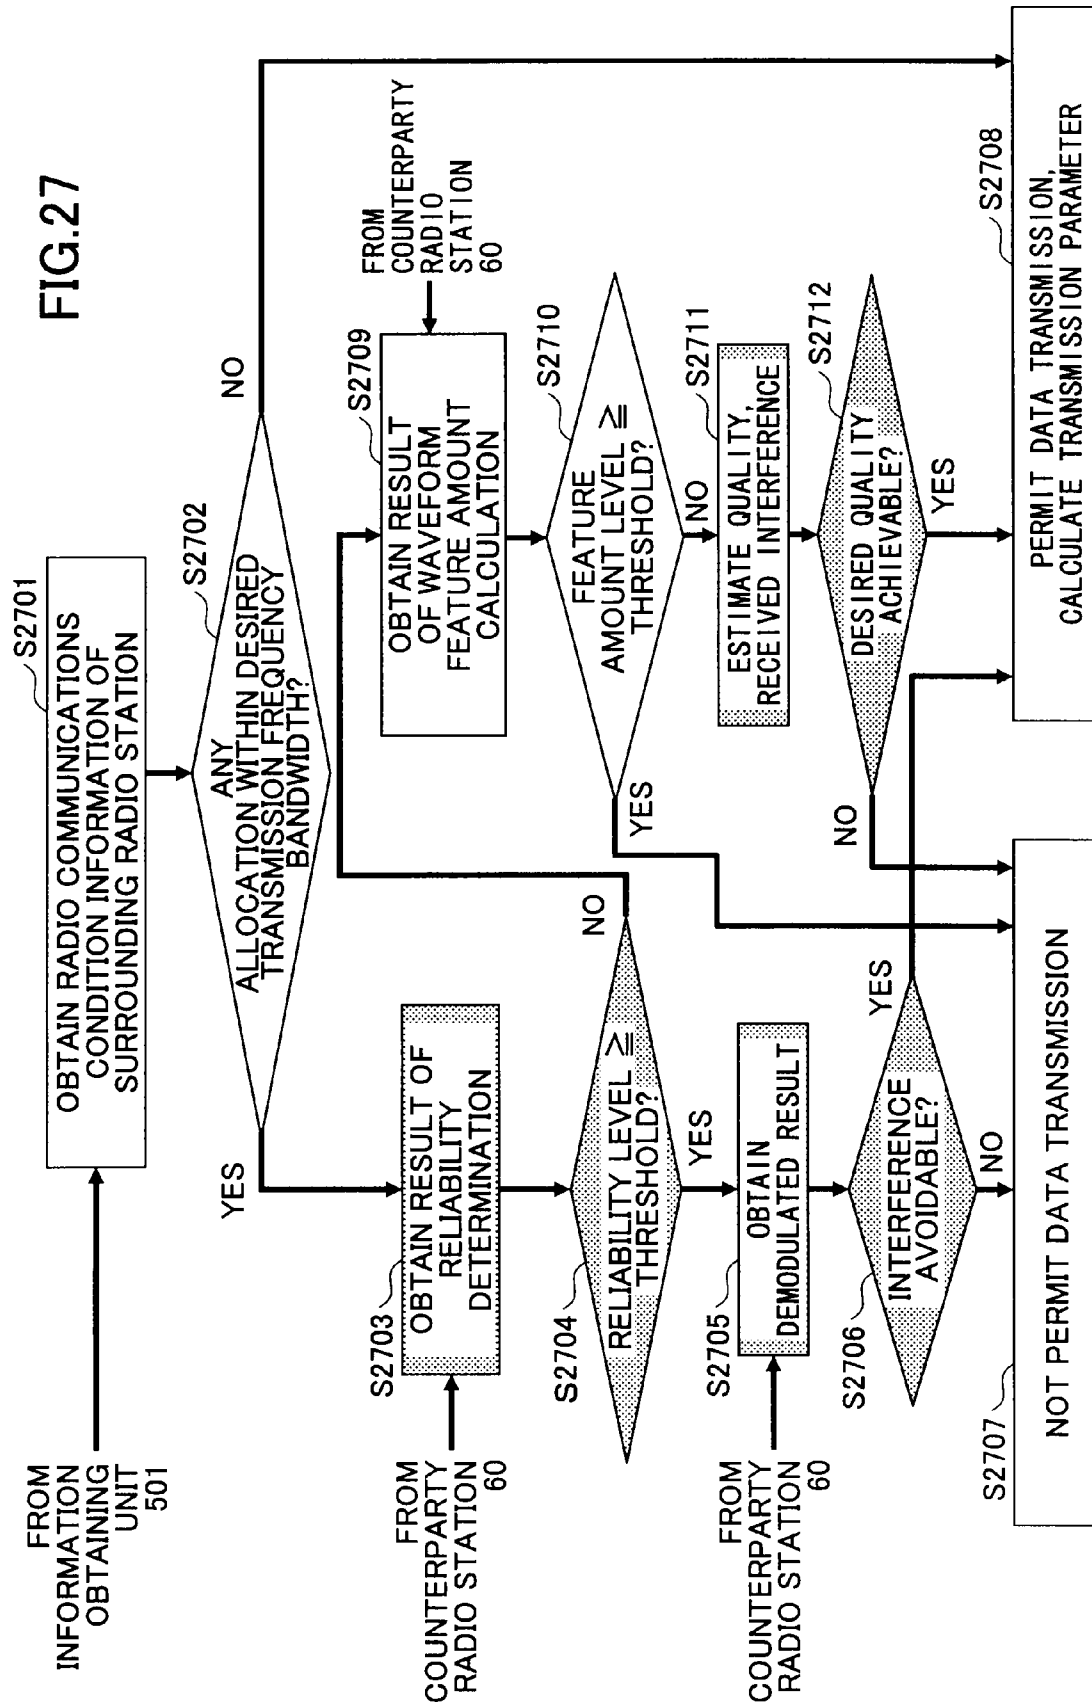 FIG.27
FROM
INFORMATION
OBTAINING
UNIT
501
S2701
OBTAIN RADIO COMMUNICATIONS
CONDITION INFORMATION OF
SURROUNDING RADIO STATION
S2702
ANY
ALLOCATION WITHIN DESIRED
TRANSMISSION FREQUENCY
BANDWIDTH?
YES
NO
FROM
COUNTERPARTY
RADIO STATION
60
S2703
OBTAIN RESULT OF
RELIABILITY
DETERMINATION
S2704
RELIABILITY LEVEL ≧
THRESHOLD?
NO
YES
FROM
COUNTERPARTY
RADIO STATION
60
S2705
OBTAIN
DEMODULATED RESULT
S2706
INTERFERENCE
AVOIDABLE?
YES
NO
S2707
NOT PERMIT DATA TRANSMISSION
S2709
OBTAIN RESULT
OF WAVEFORM
FEATURE AMOUNT
CALCULATION
FROM
COUNTERPARTY
RADIO
STATION
60
S2710
FEATURE
AMOUNT LEVEL ≧
THRESHOLD?
YES
NO
S2711
ESTIMATE QUALITY,
RECEIVED INTERFERENCE
S2712
DESIRED QUALITY
ACHIEVABLE?
NO
YES
S2708
PERMIT DATA TRANSMISSION,
CALCULATE TRANSMISSION PARAMETER